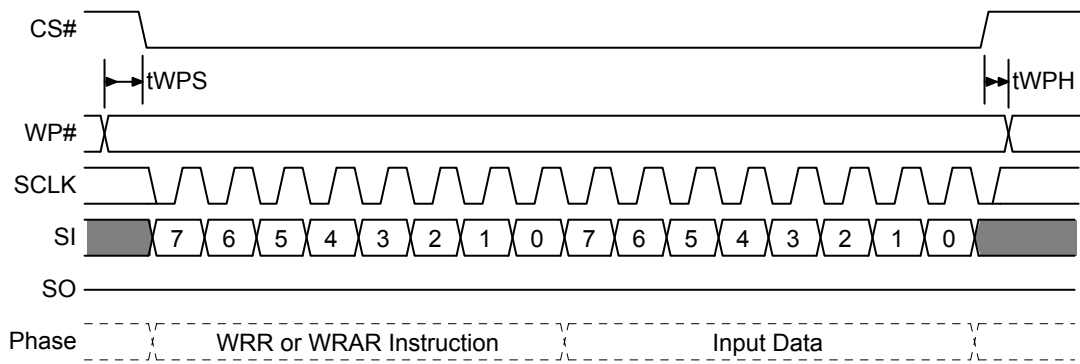 CS#
tWPS tWPH
WP#
SCLK
SI 7 6 5 4 3 2 1 0 7 6 5 4 3 2 1 0
SO
Phase WRR or WRAR Instruction Input Data